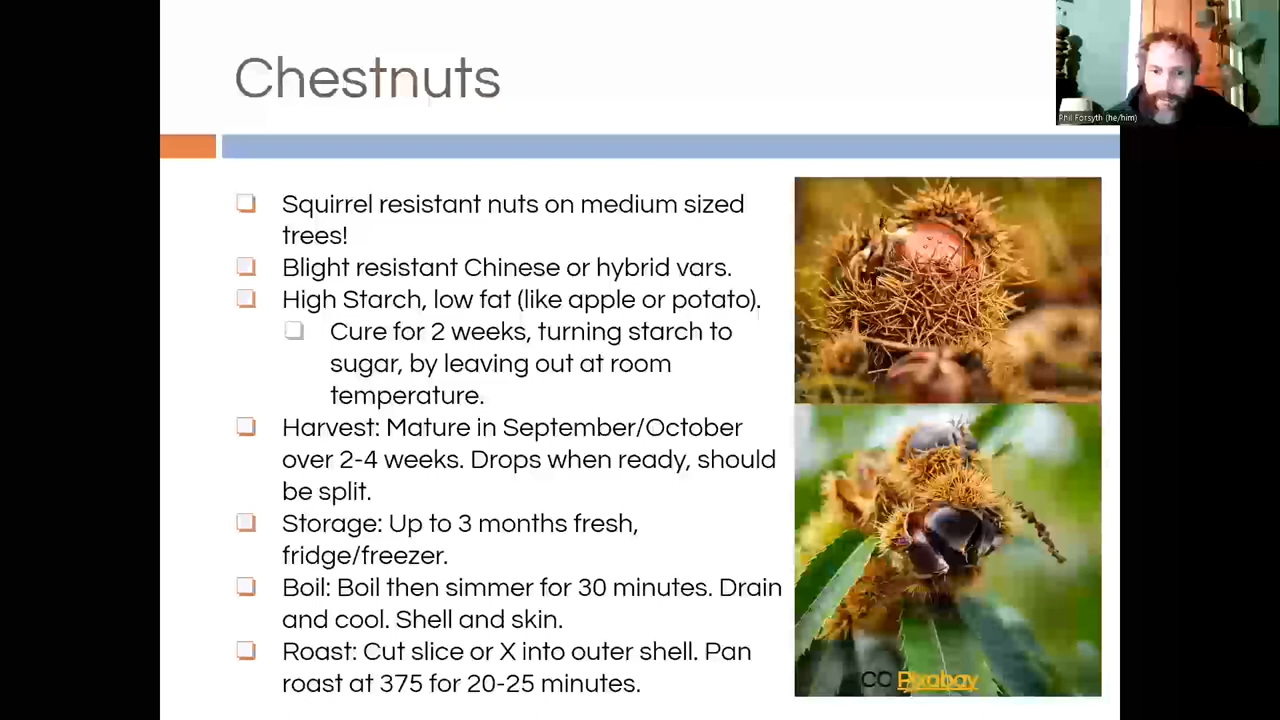 Chestnuts
Phil Forsyth (he/him)
Squirrel resistant nuts on medium sized
trees!
Blight resistant Chinese or hybrid vars.
High Starch, low fat (like apple or potato).
Cure for 2 weeks, turning starch to
sugar, by leaving out at room
temperature.
Harvest: Mature in September/October
over 2-4 weeks. Drops when ready, should
be split.
Storage: Up to 3 months fresh,
fridge/freezer.
Boil: Boil then simmer for 30 minutes. Drain
and cool. Shell and skin.
Roast: Cut slice or X into outer shell. Pan
roast at 375 for 20-25 minutes.
CC Pixabay